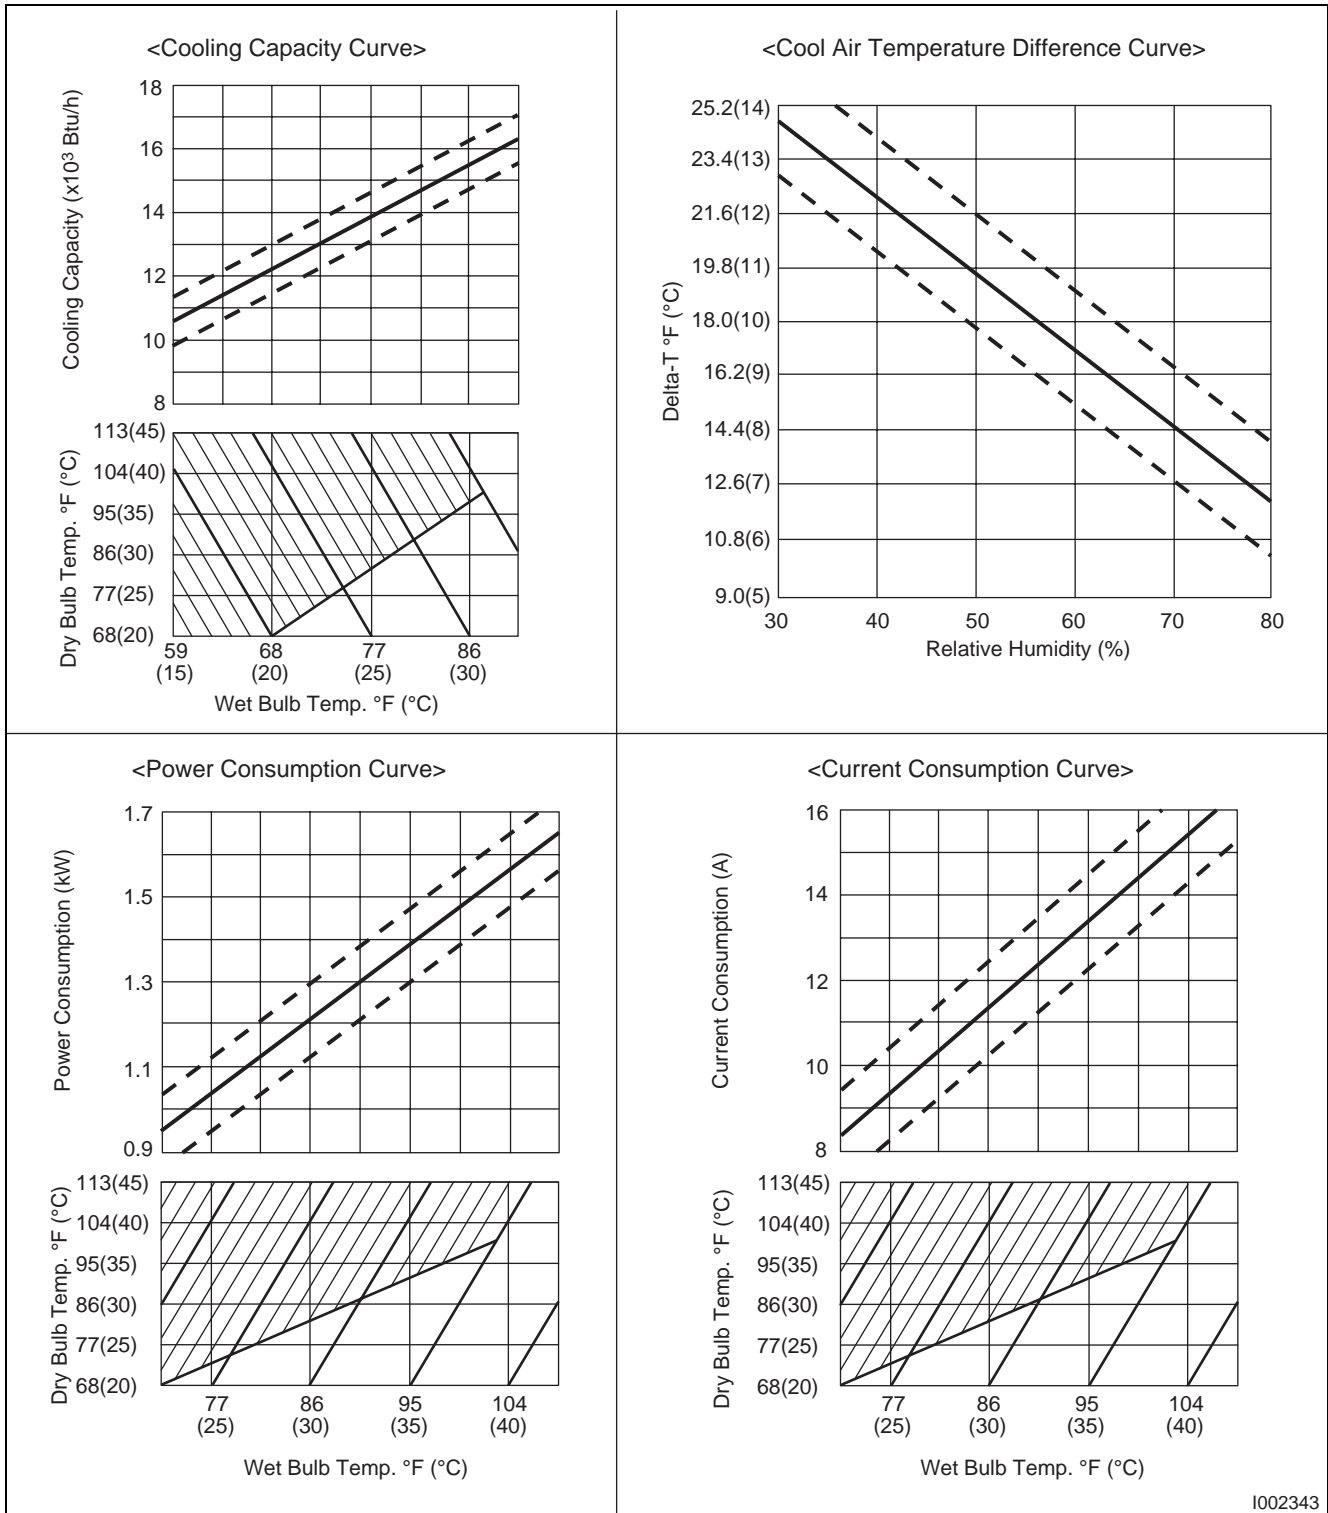 <Cooling Capacity Curve>
Cooling Capacity (x10³ Btu/h)
18
16
14
12
10
8
Dry Bulb Temp. °F (°C)
113(45)
104(40)
95(35)
86(30)
77(25)
68(20)
59 68 77 86
(15) (20) (25) (30)
Wet Bulb Temp. °F (°C)
<Cool Air Temperature Difference Curve>
Delta-T °F (°C)
25.2(14)
23.4(13)
21.6(12)
19.8(11)
18.0(10)
16.2(9)
14.4(8)
12.6(7)
10.8(6)
9.0(5)
30 40 50 60 70 80
Relative Humidity (%)
<Power Consumption Curve>
Power Consumption (kW)
1.7
1.5
1.3
1.1
0.9
Dry Bulb Temp. °F (°C)
113(45)
104(40)
95(35)
86(30)
77(25)
68(20)
77 86 95 104
(25) (30) (35) (40)
Wet Bulb Temp. °F (°C)
<Current Consumption Curve>
Current Consumption (A)
16
14
12
10
8
Dry Bulb Temp. °F (°C)
113(45)
104(40)
95(35)
86(30)
77(25)
68(20)
77 86 95 104
(25) (30) (35) (40)
Wet Bulb Temp. °F (°C)
I002343